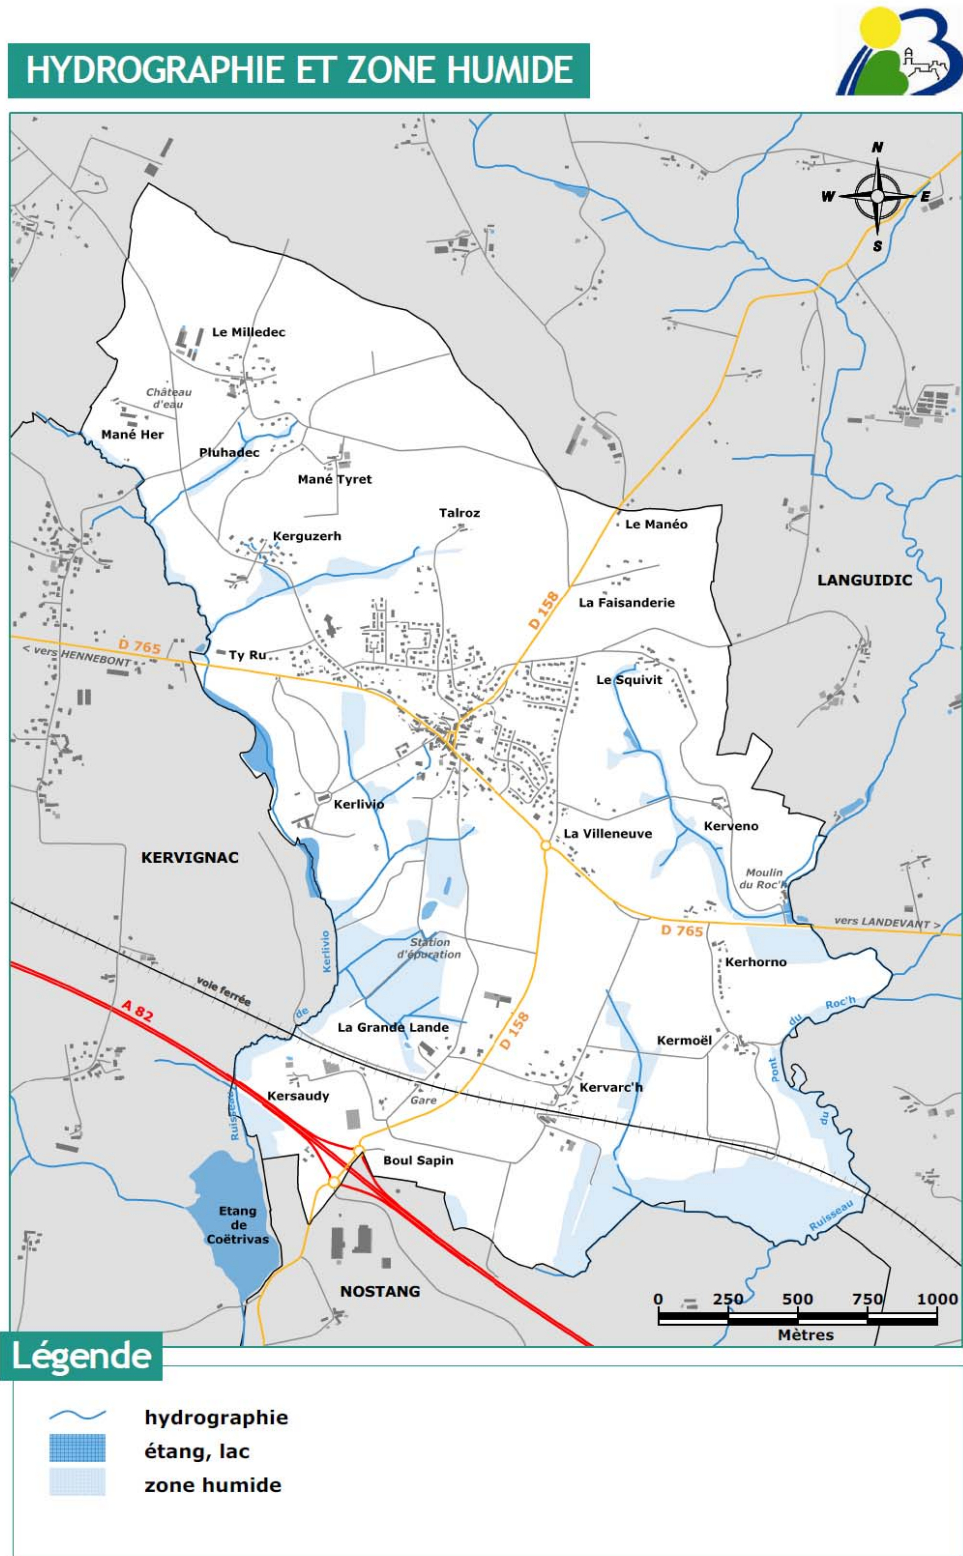 HYDROGRAPHIE ET ZONE HUMIDE
N
W
E
S
Le Milledec
Château
d'eau
Mané Her
Pluhadec
Mané Tyret
Talroz
Le Manéo
Kerguzerh
LANGUIDIC
D 158
La Faisanderie
D 765
< vers HENNEBONT
Ty Ru
Le Squivit
Kerlivio
La Villeneuve
Kerveno
KERVIGNAC
Moulin
du Roc'h
vers LANDEVANT >
D 765
Kerlivio
Station
d'épuration
Kerhorno
voie ferrée
A 82
de
La Grande Lande
D 158
Roc'h
du
Kermoël
Pont
Kersaudy
Gare
Kervarc'h
Ruisseau
du
Boul Sapin
Etang
de
Coëtrivas
Ruisseau
NOSTANG
0 250 500 750 1000
Mètres
Légende
hydrographie
étang, lac
zone humide